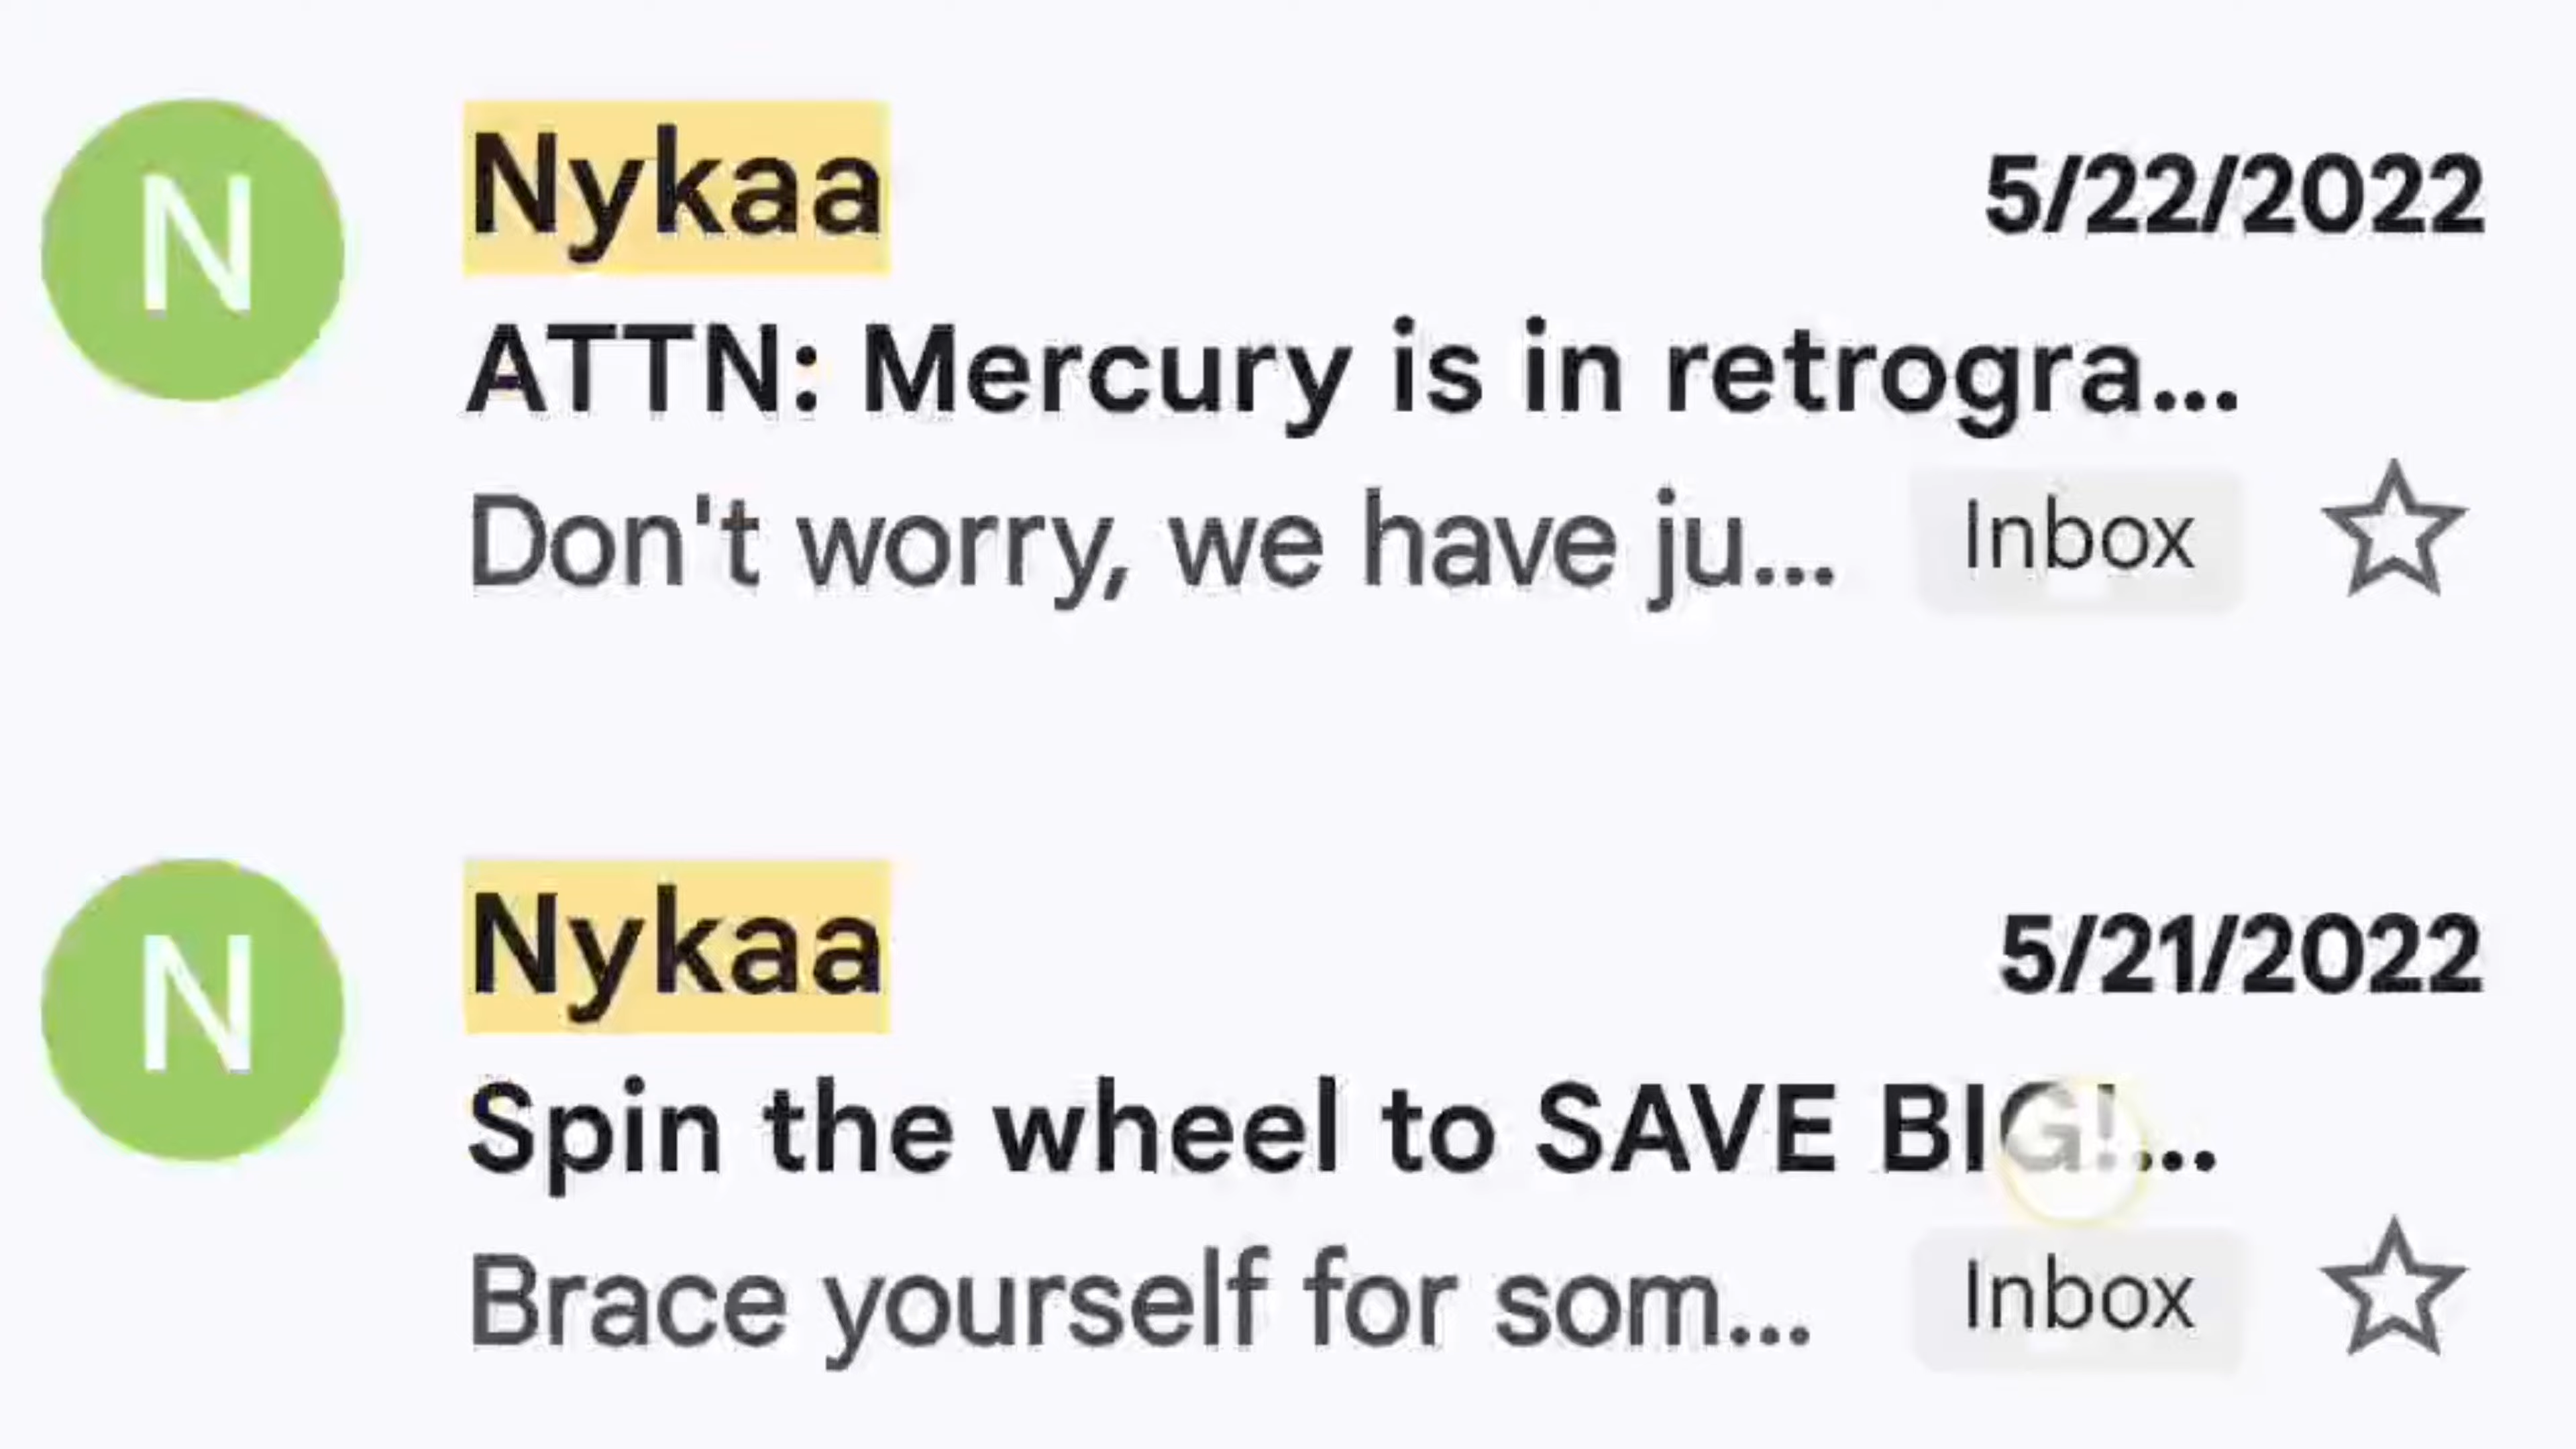 N
Nykaa
5/22/2022
ATTN: Mercury is in retrogra...
Don't worry, we have ju...
Inbox
N
Nykaa
5/21/2022
Spin the wheel to SAVE BIG!...
Brace yourself for som...
Inbox